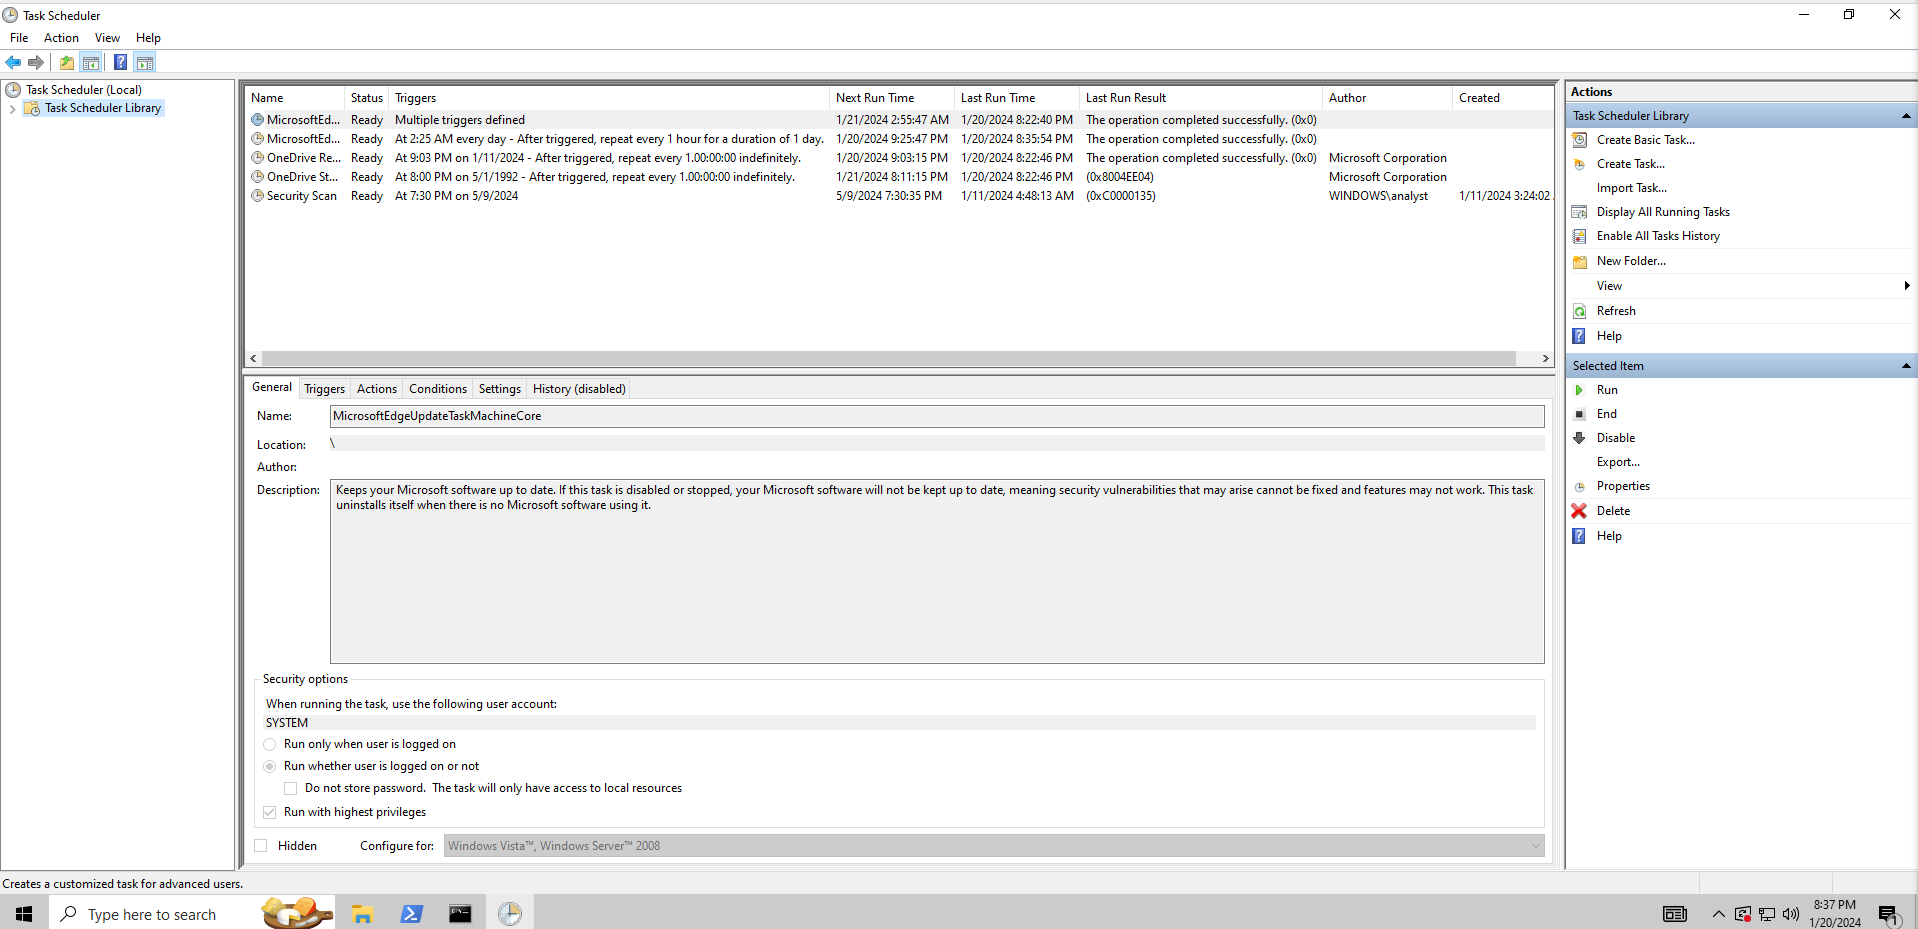 Task Scheduler
File Action View Help
Task Scheduler (Local)
Task Scheduler Library
Name Status Triggers Next Run Time Last Run Time Last Run Result Author Created
MicrosoftEd... Ready Multiple triggers defined 1/21/2024 2:55:47 AM 1/20/2024 8:22:40 PM The operation completed successfully. (0x0)
MicrosoftEd... Ready At 2:25 AM every day - After triggered, repeat every 1 hour for a duration of 1 day. 1/20/2024 9:25:47 PM 1/20/2024 8:35:54 PM The operation completed successfully. (0x0)
OneDrive Re... Ready At 9:03 PM on 1/11/2024 - After triggered, repeat every 1.00:00:00 indefinitely. 1/20/2024 9:03:15 PM 1/20/2024 8:22:46 PM The operation completed successfully. (0x0) Microsoft Corporation
OneDrive St... Ready At 8:00 PM on 5/1/1992 - After triggered, repeat every 1.00:00:00 indefinitely. 1/21/2024 8:11:15 PM 1/20/2024 8:22:46 PM (0x8004EE04) Microsoft Corporation
Security Scan Ready At 7:30 PM on 5/9/2024 5/9/2024 7:30:35 PM 1/11/2024 4:48:13 AM (0xC0000135) WINDOWS\analyst 1/11/2024 3:24:02
General Triggers Actions Conditions Settings History (disabled)
Name: MicrosoftEdgeUpdateTaskMachineCore
Location: \
Author:
Description: Keeps your Microsoft software up to date. If this task is disabled or stopped, your Microsoft software will not be kept up to date, meaning security vulnerabilities that may arise cannot be fixed and features may not work. This task
uninstalls itself when there is no Microsoft software using it.
Security options
When running the task, use the following user account:
SYSTEM
Run only when user is logged on
Run whether user is logged on or not
Do not store password. The task will only have access to local resources
Run with highest privileges
Hidden Configure for: Windows Vista™, Windows Server™ 2008
Actions
Task Scheduler Library
Create Basic Task...
Create Task...
Import Task...
Display All Running Tasks
Enable All Tasks History
New Folder...
View
Refresh
Help
Selected Item
Run
End
Disable
Export...
Properties
Delete
Help
Creates a customized task for advanced users.
Type here to search
8:37 PM
1/20/2024
1